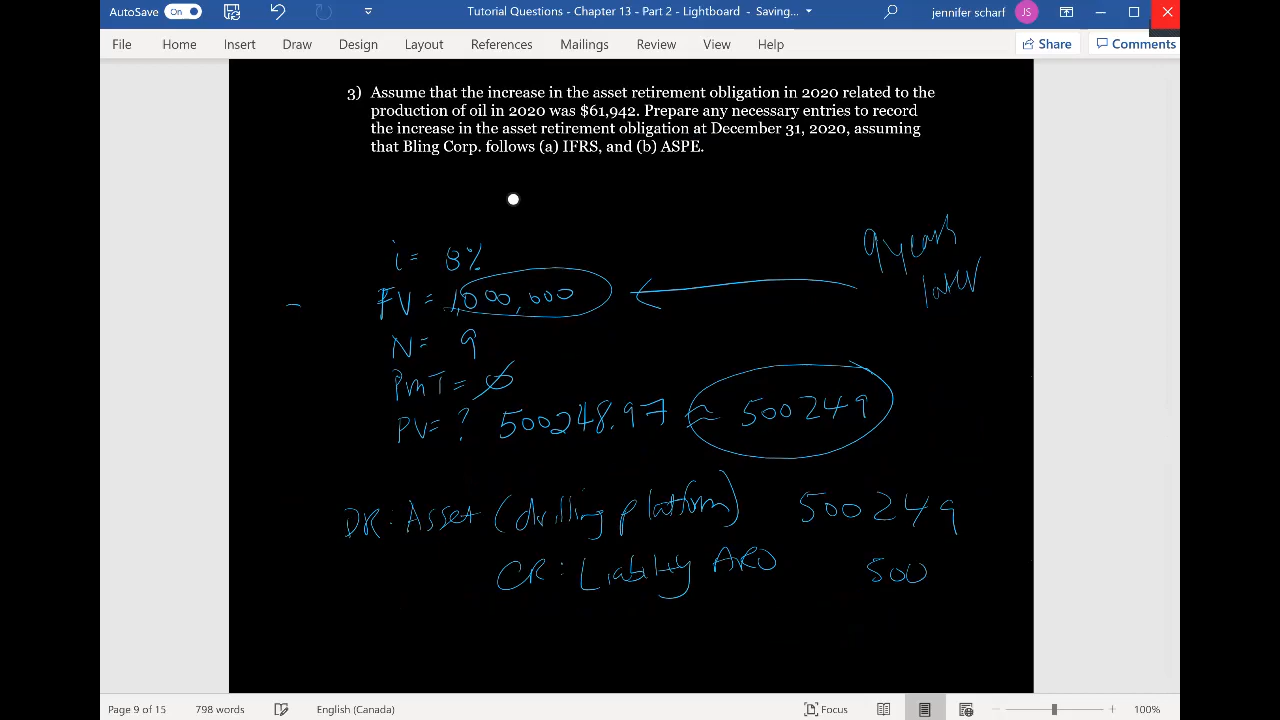 AutoSave On Tutorial Questions - Chapter 13 - Part 2 - Lightboard - Saving... jennifer scharf JS
File Home Insert Draw Design Layout References Mailings Review View Help Share Comments
3) Assume that the increase in the asset retirement obligation in 2020 related to the
production of oil in 2020 was $61,942. Prepare any necessary entries to record
the increase in the asset retirement obligation at December 31, 2020, assuming
that Bling Corp. follows (a) IFRS, and (b) ASPE.
9 years
later
i = 8%
FV = 1,000,000
N = 9
PmT = 0
PV = ? 500248.97 ≈ 500249
DR: Asset (drilling platform) 500249
CR: Liability ARO 500
Page 9 of 15 798 words English (Canada) Focus 100%